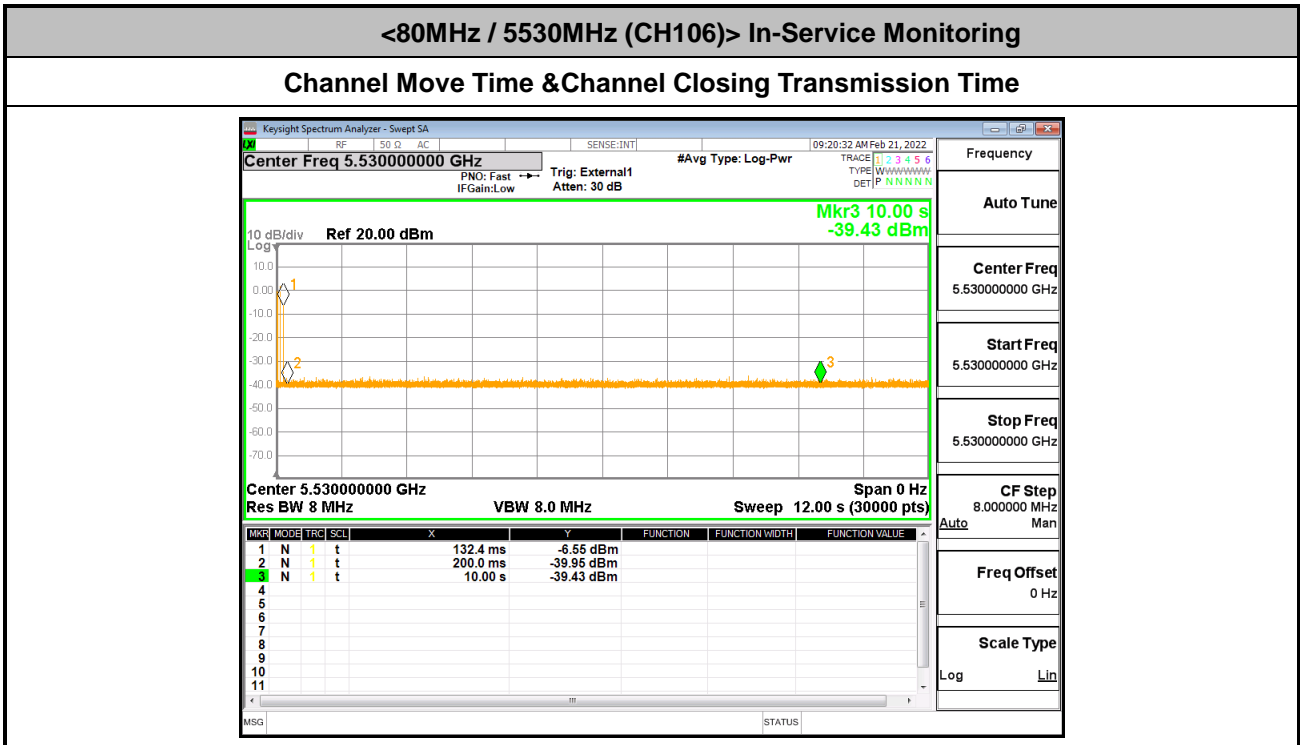 <80MHz / 5530MHz (CH106)> In-Service Monitoring
Channel Move Time &Channel Closing Transmission Time
Keysight Spectrum Analyzer - Swept SA
LXI RF 50 Ω AC SENSE:INT 09:20:32 AM Feb 21, 2022
Center Freq 5.530000000 GHz
PNO: Fast
IFGain:Low
Trig: External1
Atten: 30 dB
#Avg Type: Log-Pwr
TRACE 1 2 3 4 5 6
TYPE WWWWWW
DET P N N N N N
Mkr3 10.00 s
-39.43 dBm
10 dB/div Ref 20.00 dBm
Log
10.0
0.00
-10.0
-20.0
-30.0
-40.0
-50.0
-60.0
-70.0
1
2
3
Center 5.530000000 GHz Span 0 Hz
Res BW 8 MHz VBW 8.0 MHz Sweep 12.00 s (30000 pts)
MKR MODE TRC SCL X Y FUNCTION FUNCTION WIDTH FUNCTION VALUE
1 N 1 t 132.4 ms -6.55 dBm
2 N 1 t 200.0 ms -39.95 dBm
3 N 1 t 10.00 s -39.43 dBm
4
5
6
7
8
9
10
11
MSG STATUS
Frequency
Auto Tune
Center Freq
5.530000000 GHz
Start Freq
5.530000000 GHz
Stop Freq
5.530000000 GHz
CF Step
8.000000 MHz
Auto Man
Freq Offset
0 Hz
Scale Type
Log Lin